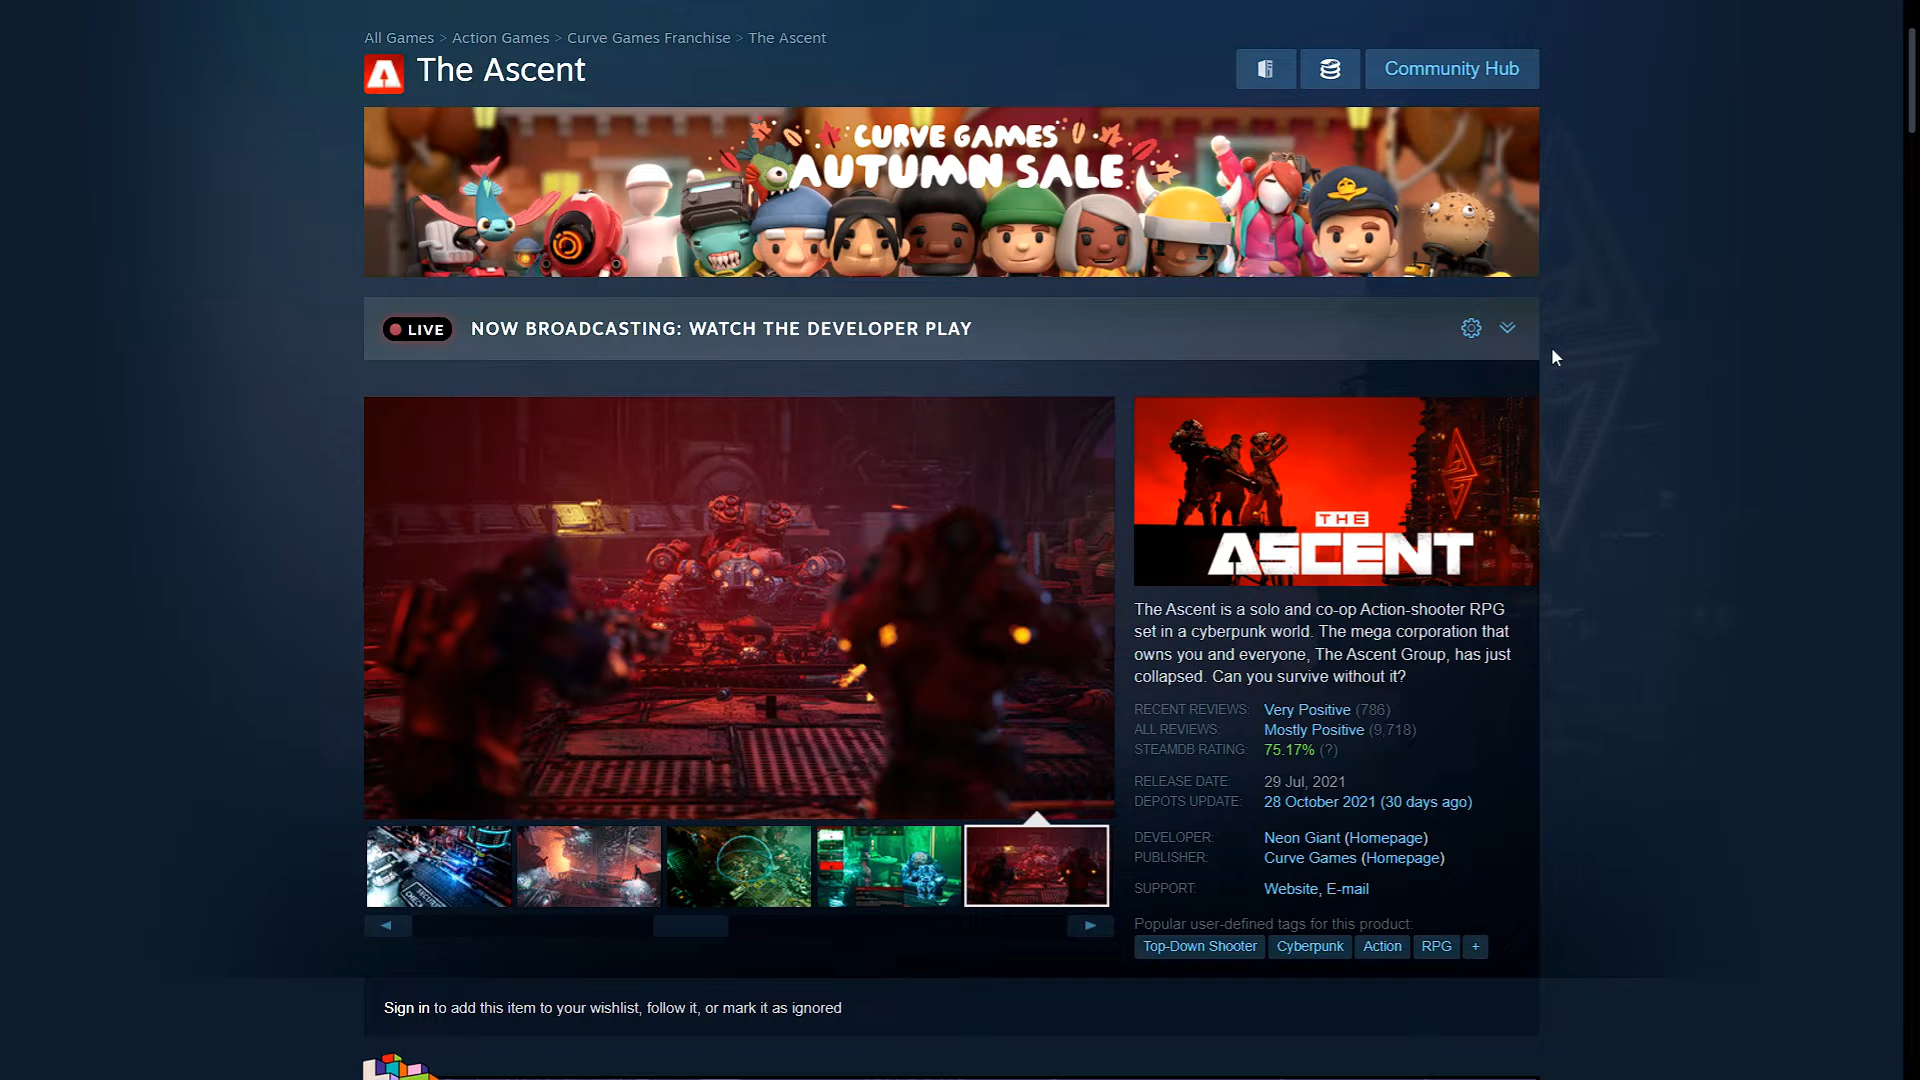 All Games > Action Games > Curve Games Franchise > The Ascent
The Ascent
Community Hub
CURVE GAMES
AUTUMN SALE
LIVE
NOW BROADCASTING: WATCH THE DEVELOPER PLAY
THE
ASCENT
The Ascent is a solo and co-op Action-shooter RPG
set in a cyberpunk world. The mega corporation that
owns you and everyone, The Ascent Group, has just
collapsed. Can you survive without it?
RECENT REVIEWS: Very Positive (786)
ALL REVIEWS: Mostly Positive (9,718)
STEAMDB RATING: 75.17% (?)
RELEASE DATE: 29 Jul, 2021
DEPOTS UPDATE: 28 October 2021 (30 days ago)
DEVELOPER: Neon Giant (Homepage)
PUBLISHER: Curve Games (Homepage)
SUPPORT: Website, E-mail
Popular user-defined tags for this product:
Top-Down Shooter Cyberpunk Action RPG +
Sign in to add this item to your wishlist, follow it, or mark it as ignored